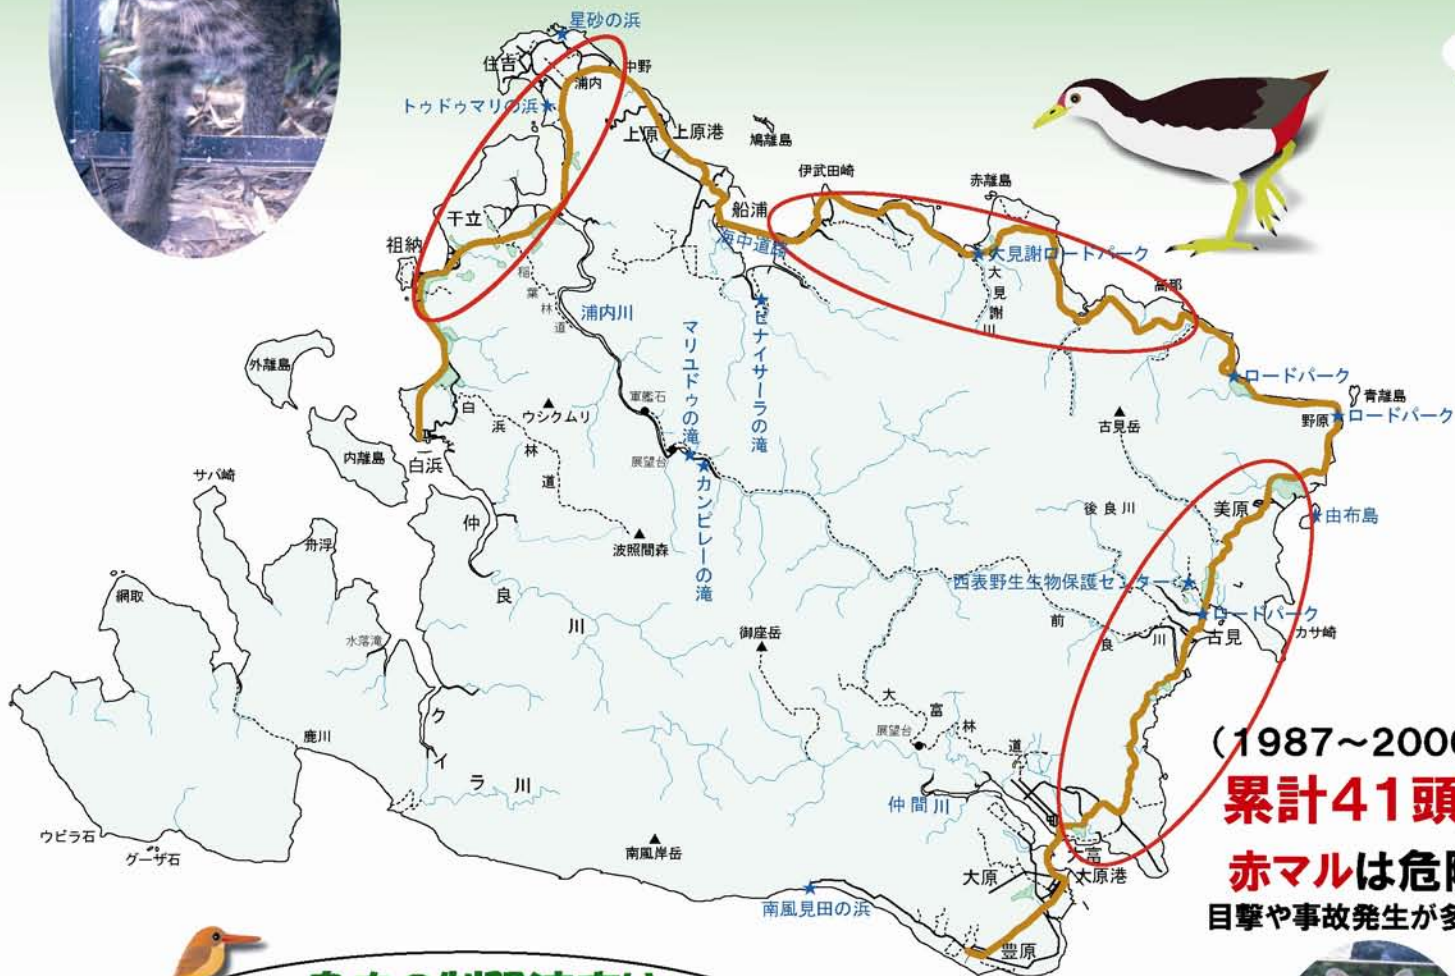 星砂の浜
住吉
中野
浦内
トゥドゥマリの浜
上原
上原港
鳩離島
伊武田崎
赤離島
船浦
海中道路
干立
祖納
大見謝ロードパーク
大見謝川
高那
稲葉林道
浦内川
ピナイサーラの滝
マリユドゥの滝
カンピレーの滝
外離島
ロードパーク
青離島
野原
ロードパーク
軍艦石
ウシクムリ
古見岳
白浜林道
展望台
内離島
白浜
サバ崎
後良川
美原
由布島
仲良川
舟浮
波照間森
西表野生生物保護センター
網取
ロードパーク
前良川
古見
カサ崎
水落滝
御座岳
大富林道
展望台
クイラ川
鹿川
仲間川
(1987～200
累計41頭
赤マルは危
目撃や事故発生が多
ウビラ石
グーザ石
南風岸岳
大富
大原
大原港
南風見田の浜
豊原